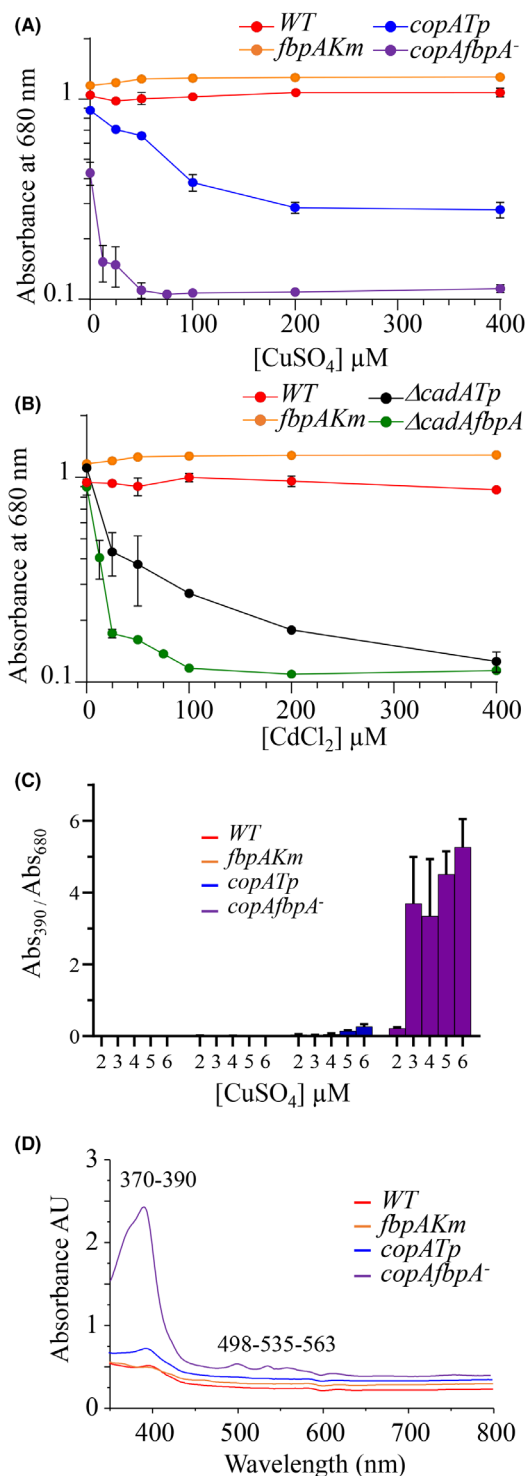 (A)
WT
copATp
fbpAKm
copAfbpA-
Absorbance at 680 nm
1
0.1
0 100 200 300 400
[CuSO4] µM
(B)
WT
ΔcadATp
fbpAKm
ΔcadAfbpA
Absorbance at 680 nm
1
0.1
0 100 200 300 400
[CdCl2] µM
(C)
WT
fbpAKm
copATp
copAfbpA-
Abs390 / Abs680
6
4
2
0
2 3 4 5 6 2 3 4 5 6 2 3 4 5 6 2 3 4 5 6
[CuSO4] µM
(D)
370-390
WT
fbpAKm
copATp
copAfbpA-
498-535-563
Absorbance AU
3
2
1
0
400 500 600 700 800
Wavelength (nm)